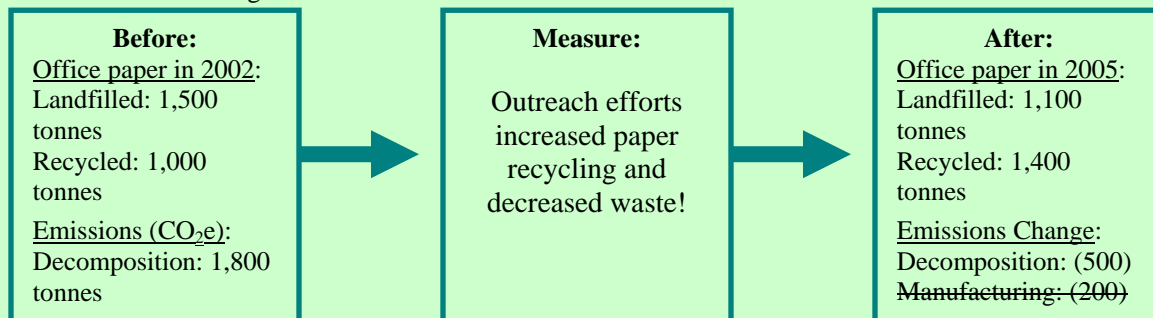 Before:
Office paper in 2002:
Landfilled: 1,500
tonnes
Recycled: 1,000
tonnes
Emissions (CO₂e):
Decomposition: 1,800
tonnes
Measure:
Outreach efforts
increased paper
recycling and
decreased waste!
After:
Office paper in 2005:
Landfilled: 1,100
tonnes
Recycled: 1,400
tonnes
Emissions Change:
Decomposition: (500)
Manufacturing: (200)